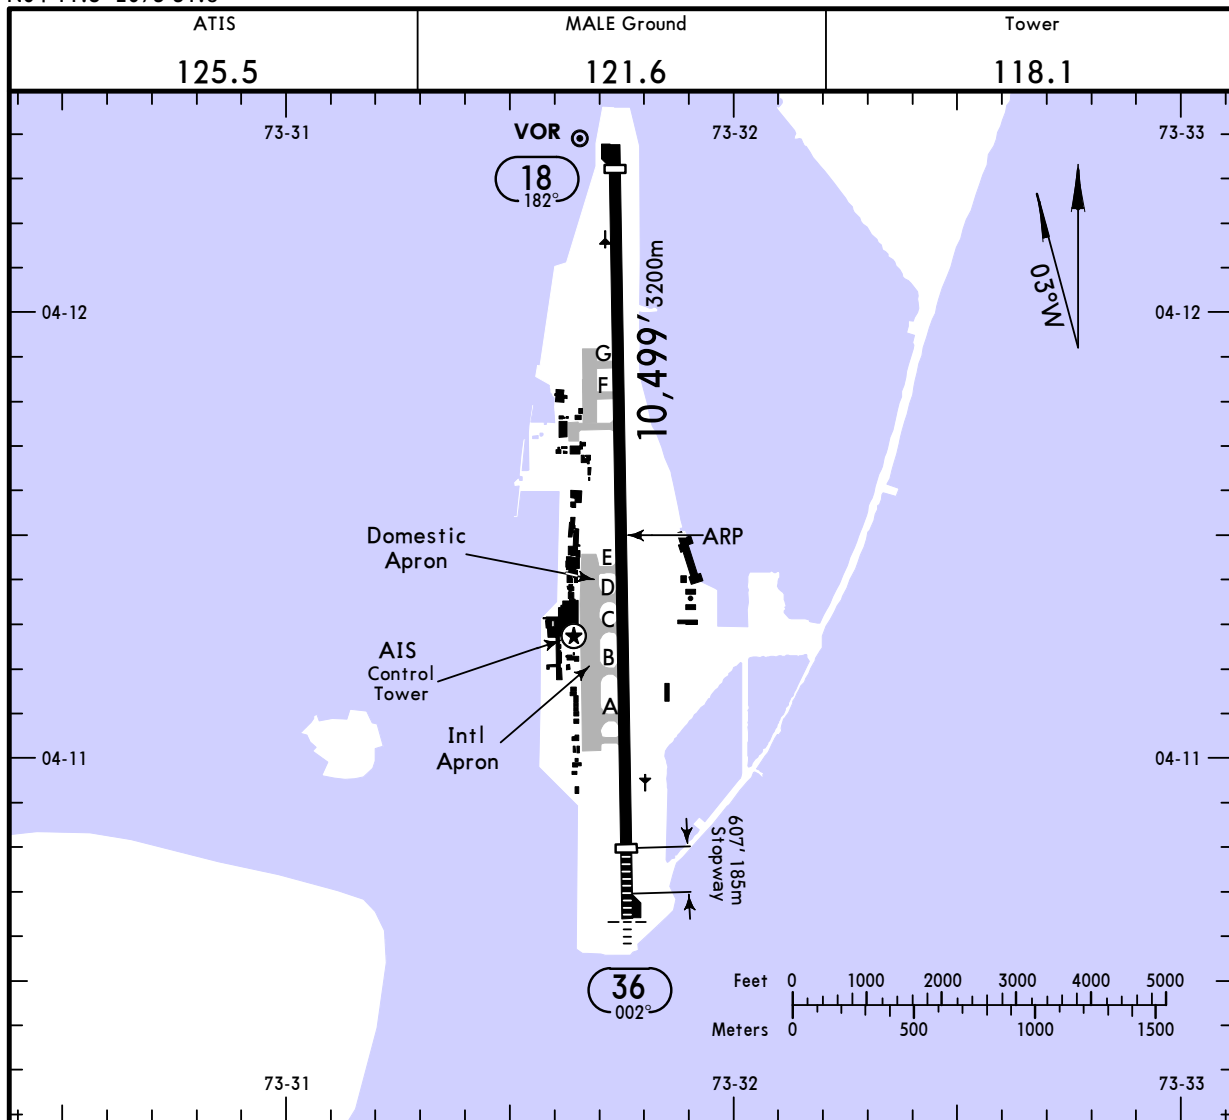 ATIS
MALE Ground
Tower
125.5
121.6
118.1
73-31
VOR
73-32
73-33
18
182°
03°W
3200m
10,499'
04-12
04-12
G
F
Domestic
Apron
ARP
E
D
C
B
A
AIS
Control
Tower
Intl
Apron
04-11
04-11
607' 185m
Stopway
36
002°
Feet 0 1000 2000 3000 4000 5000
Meters 0 500 1000 1500
73-31
73-32
73-33